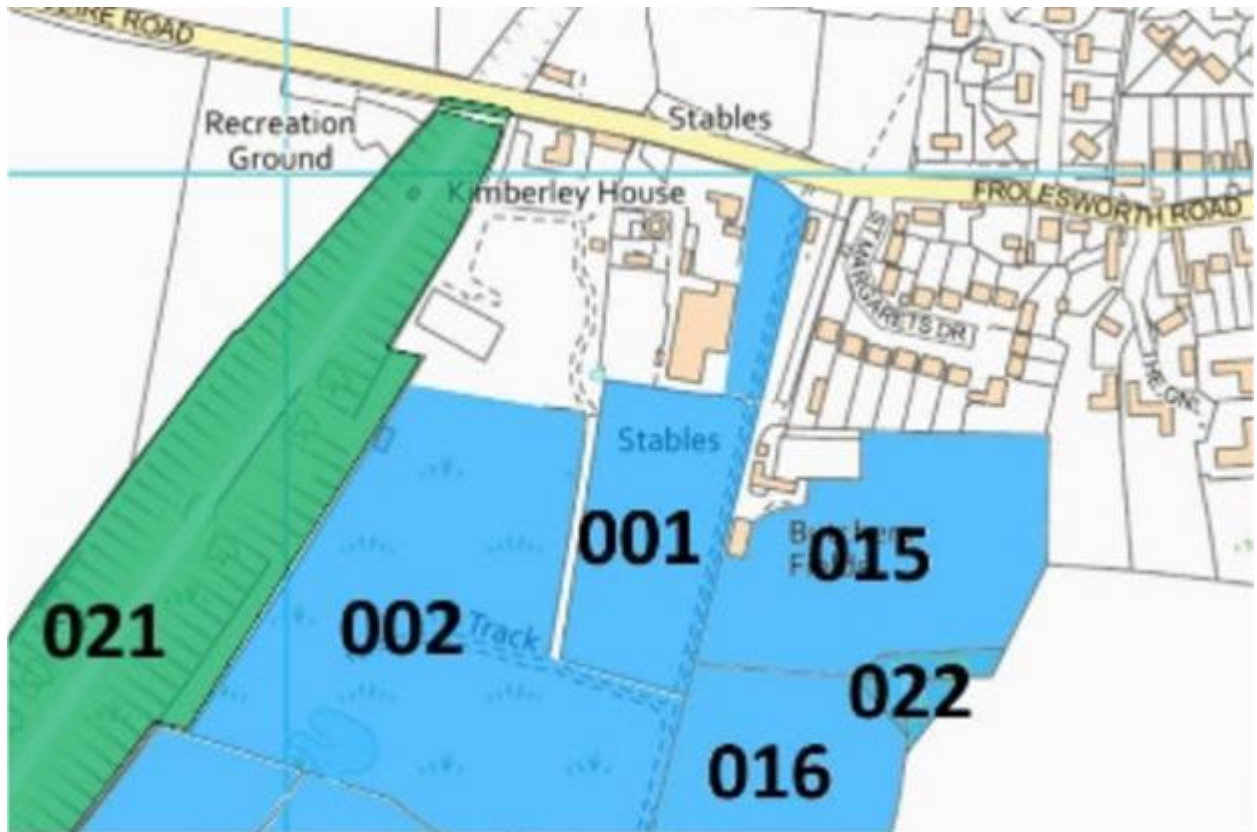 RE ROAD
Recreation
Ground
Stables
Kimberley House
FROLESWORTH ROAD
ST MARGARETS DR
Stables
001
015
021
002
Track
022
016